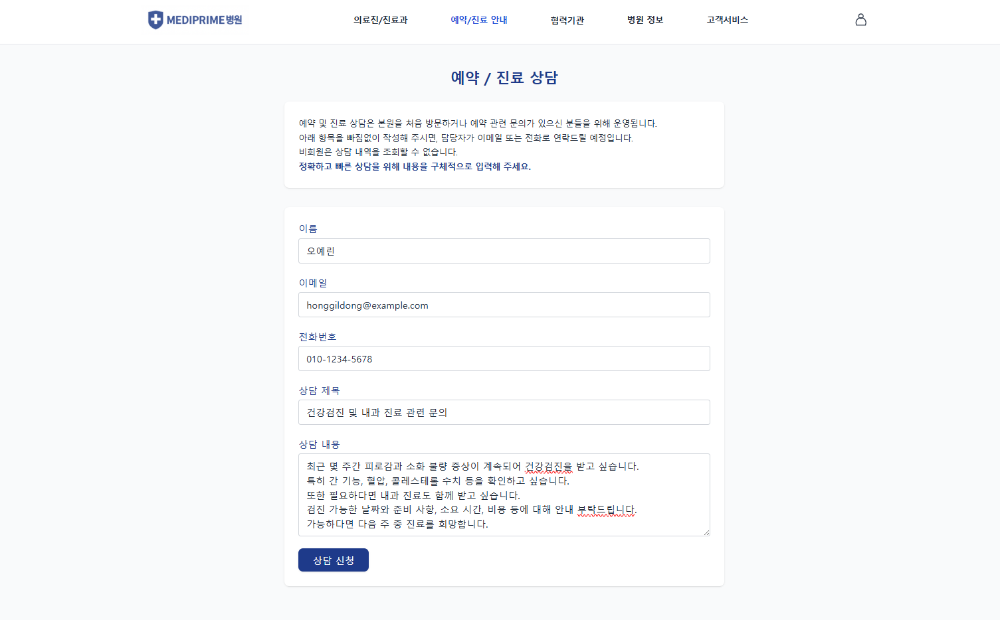 MEDIPRIME병원
의료진/진료과
예약/진료 안내
협력기관
병원 정보
고객서비스
예약 / 진료 상담
예약 및 진료 상담은 본원을 처음 방문하거나 예약 관련 문의가 있으신 분들을 위해 운영됩니다.
아래 항목을 빠짐없이 작성해 주시면, 담당자가 이메일 또는 전화로 연락드릴 예정입니다.
비회원은 상담 내역을 조회할 수 없습니다.
정확하고 빠른 상담을 위해 내용을 구체적으로 입력해 주세요.
이름
오예린
이메일
honggildong@example.com
전화번호
010-1234-5678
상담 제목
건강검진 및 내과 진료 관련 문의
상담 내용
최근 몇 주간 피로감과 소화 불량 증상이 계속되어 건강검진을 받고 싶습니다.
특히 간 기능, 혈압, 콜레스테롤 수치 등을 확인하고 싶습니다.
또한 필요하다면 내과 진료도 함께 받고 싶습니다.
검진 가능한 날짜와 준비 사항, 소요 시간, 비용 등에 대해 안내 부탁드립니다.
가능하다면 다음 주 중 진료를 희망합니다.
상담 신청